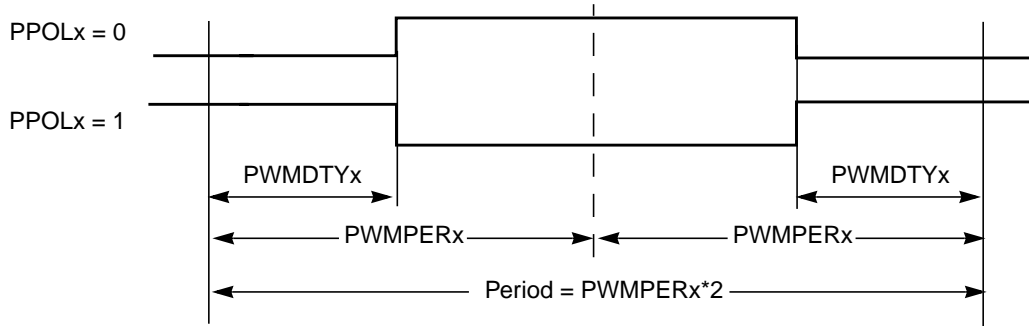 PPOLx = 0
PPOLx = 1
PWMDTYx PWMDTYx
PWMPERx PWMPERx
Period = PWMPERx*2